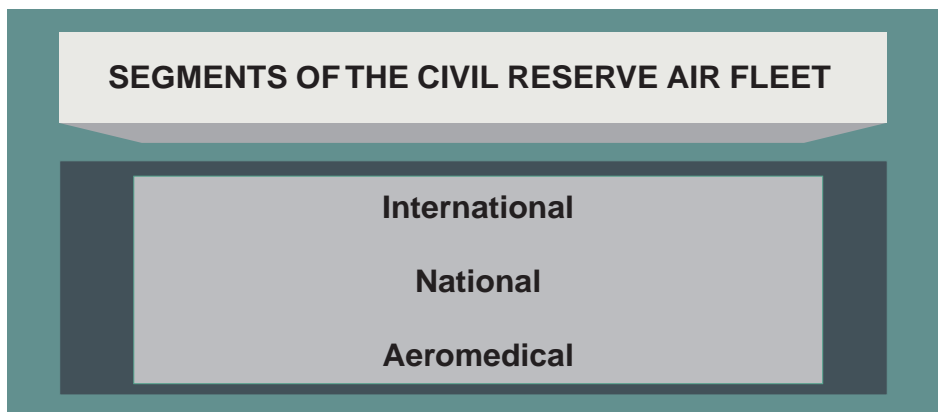 SEGMENTS OF THE CIVIL RESERVE AIR FLEET
International
National
Aeromedical